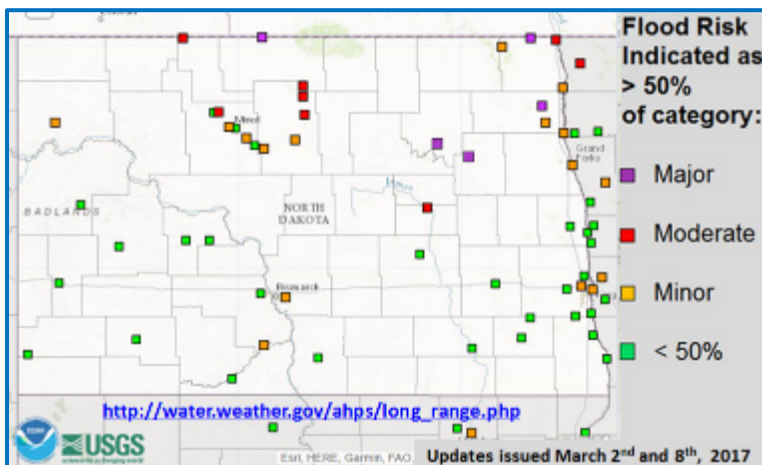 Flood Risk
Indicated as
> 50%
of category:
Minot
Grand
Forks
Major
BADLANDS
NORTH
DAKOTA
Moderate
Bismarck
Minor
< 50%
http://water.weather.gov/ahps/long_range.php
USGS
Esri, HERE, Garmin, FAO,
Updates issued March 2nd and 8th, 2017